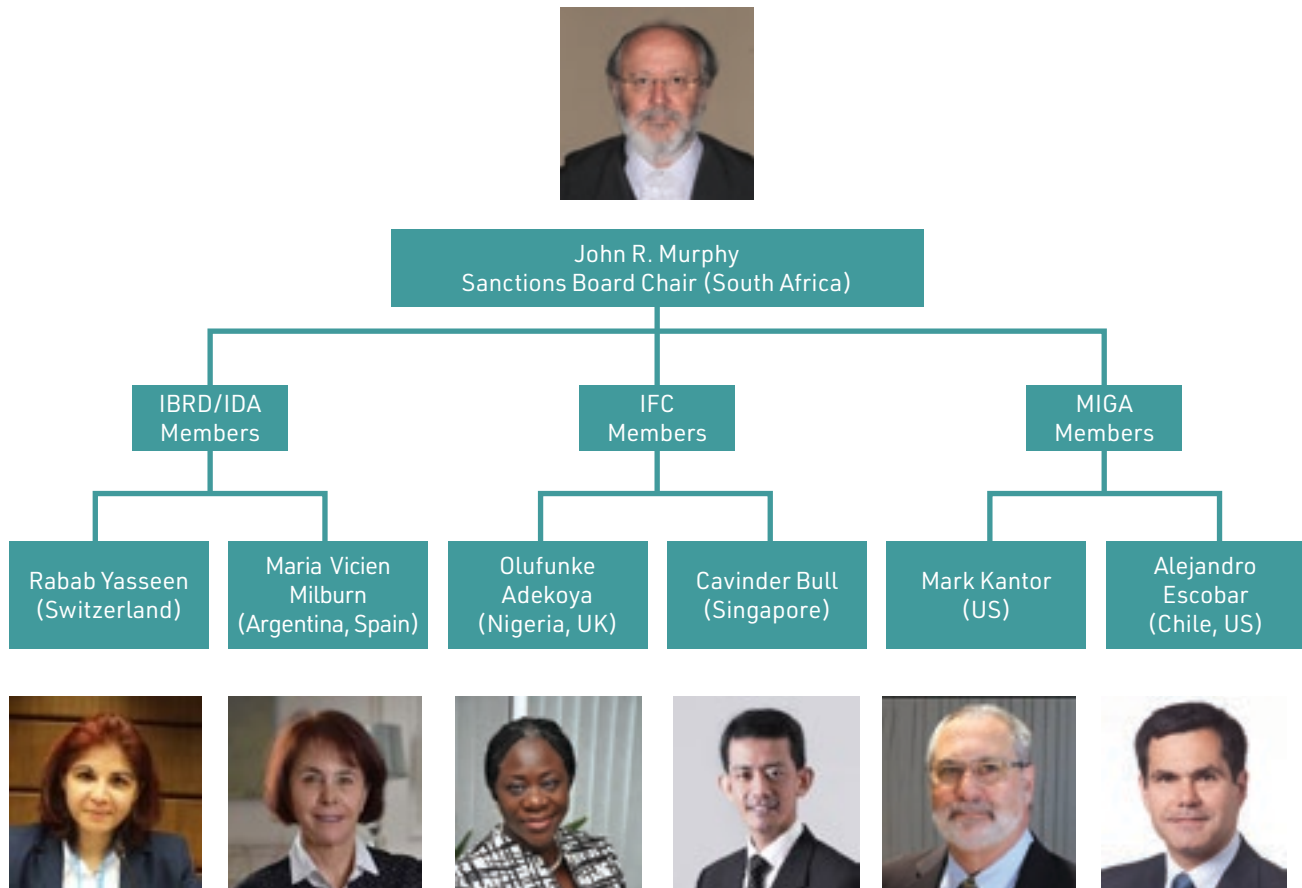 John R. Murphy
Sanctions Board Chair (South Africa)
IBRD/IDA
Members
IFC
Members
MIGA
Members
Rabab Yasseen
(Switzerland)
Maria Vicien
Milburn
(Argentina, Spain)
Olufunke
Adekoya
(Nigeria, UK)
Cavinder Bull
(Singapore)
Mark Kantor
(US)
Alejandro
Escobar
(Chile, US)